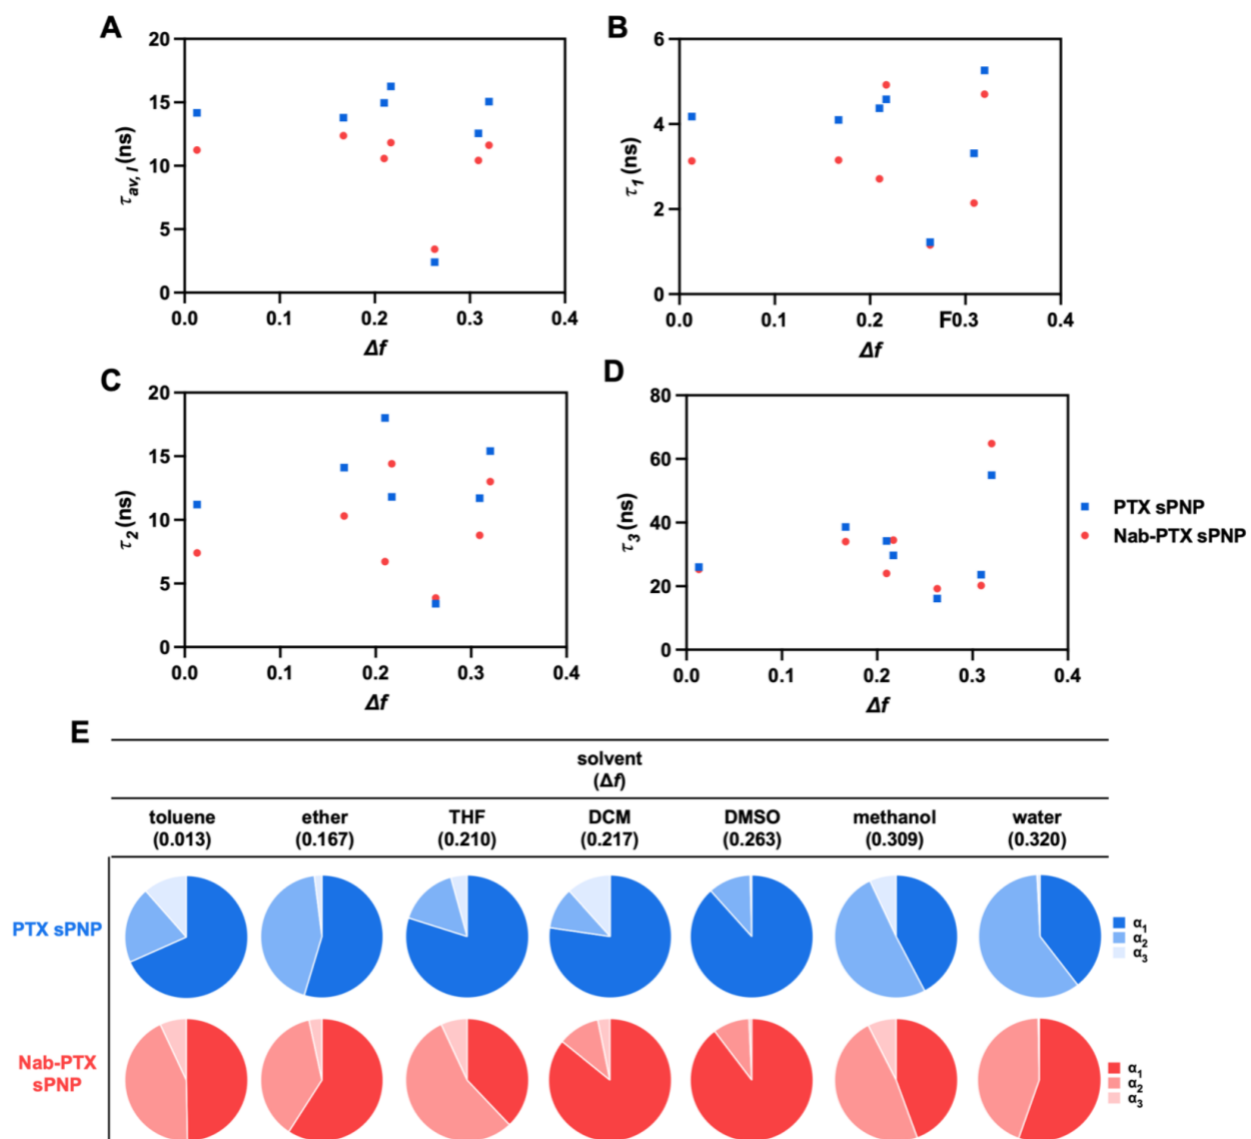 A
20
15
10
5
0
τav, I (ns)
0.0 0.1 0.2 0.3 0.4
Δf
B
6
4
2
0
τ1 (ns)
0.0 0.1 0.2 F0.3 0.4
Δf
C
20
15
10
5
0
τ2 (ns)
0.0 0.1 0.2 0.3 0.4
Δf
D
80
60
40
20
0
τ3 (ns)
0.0 0.1 0.2 0.3 0.4
Δf
PTX sPNP
Nab-PTX sPNP
E
solvent
(Δf)
toluene ether THF DCM DMSO methanol water
(0.013) (0.167) (0.210) (0.217) (0.263) (0.309) (0.320)
PTX sPNP
α1
α2
α3
Nab-PTX
sPNP
α1
α2
α3